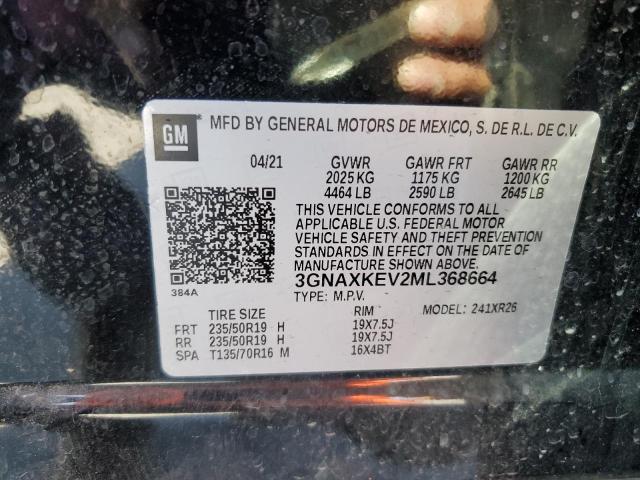 GM
MFD BY GENERAL MOTORS DE MEXICO, S. DE R.L. DE C.V.
04/21 GVWR GAWR FRT GAWR RR
2025 KG 1175 KG 1200 KG
4464 LB 2590 LB 2645 LB
THIS VEHICLE CONFORMS TO ALL
APPLICABLE U.S. FEDERAL MOTOR
VEHICLE SAFETY AND THEFT PREVENTION
STANDARDS IN EFFECT ON THE DATE OF
MANUFACTURE SHOWN ABOVE.
3GNAXKEV2ML368664
384A
TYPE: M.P.V. MODEL: 241XR26
TIRE SIZE RIM
FRT 235/50R19 H 19X7.5J
RR 235/50R19 H 19X7.5J
SPA T135/70R16 M 16X4BT